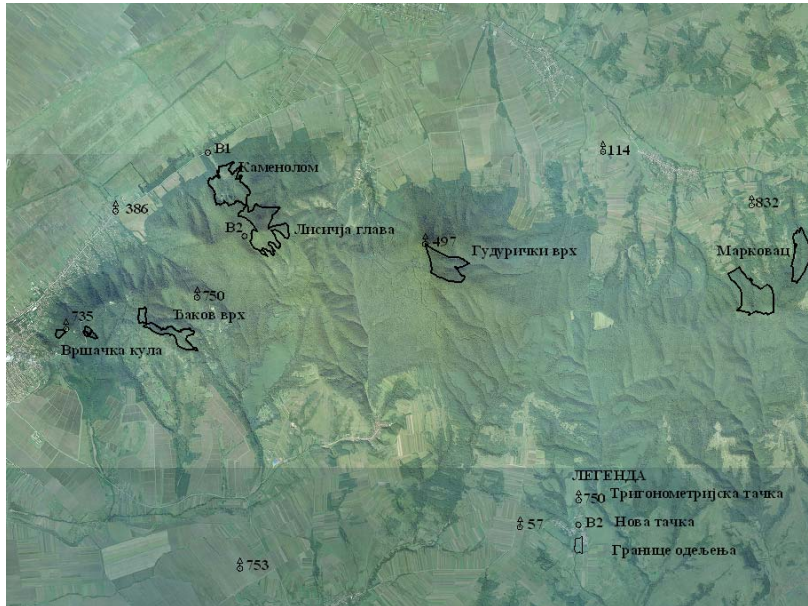 B1
114
Каменолом
386
832
B2
Лисичја глава
497
Гудурички врх
Марковац
750
735
Ђаков врх
Вршачка кула
ЛЕГЕНДА
750 Тригонометријска тачка
57
B2 Нова тачка
Границе одељења
753